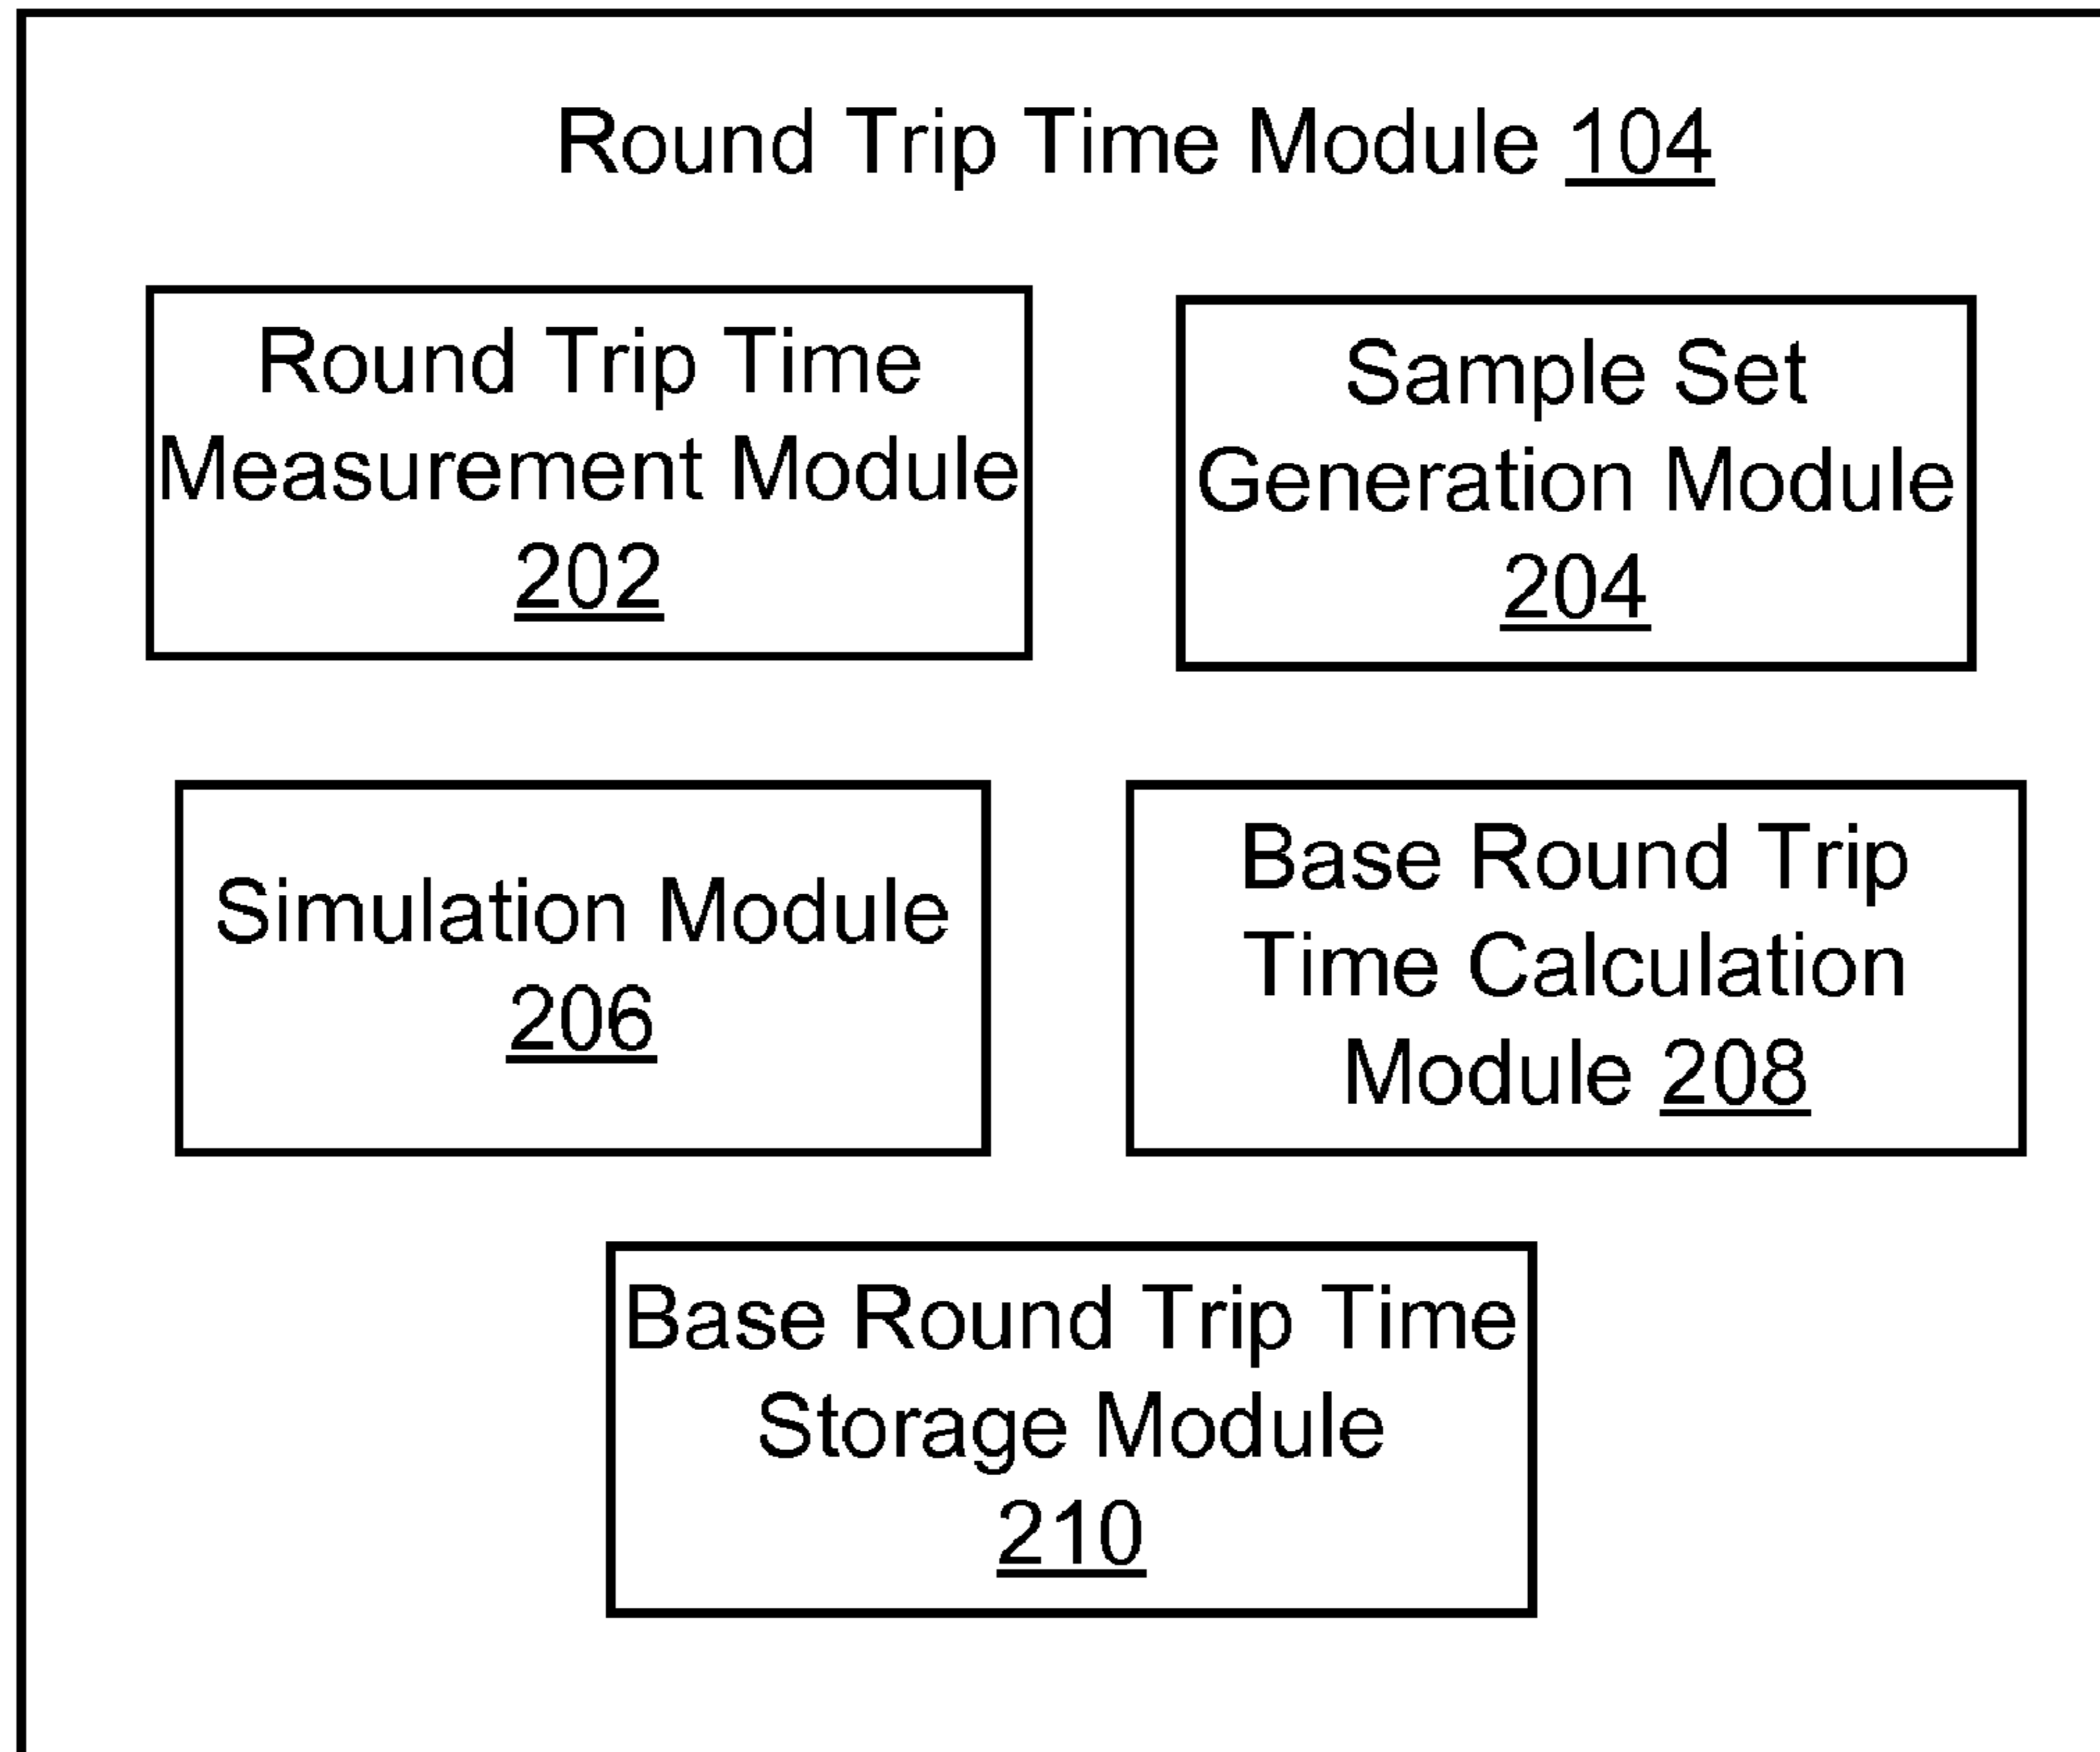 Round Trip Time Module 104
Round Trip Time
Measurement Module
202
Sample Set
Generation Module
204
Simulation Module
206
Base Round Trip
Time Calculation
Module 208
Base Round Trip Time
Storage Module
210